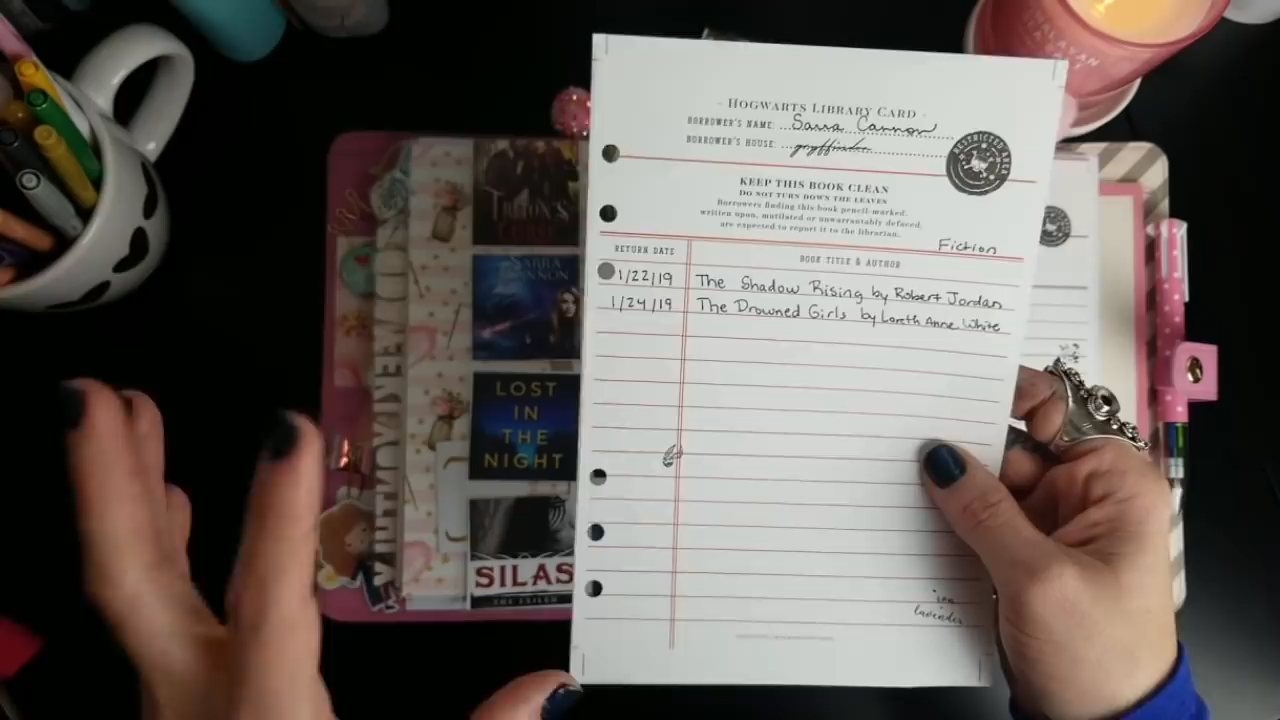 HIMALAYAN
- HOGWARTS LIBRARY CARD -
BORROWER'S NAME: Sarra Cannon
BORROWER'S HOUSE: gryffindor
RESTRICTED AREA
KEEP THIS BOOK CLEAN
DO NOT TURN DOWN THE LEAVES
Borrowers finding this book pencil-marked,
written upon, mutilated or unwarrantably defaced,
are expected to report it to the librarian.
Fiction
RETURN DATE BOOK TITLE & AUTHOR
1/22/19 The Shadow Rising by Robert Jordan
1/24/19 The Drowned Girls by Loreth Anne White
lavender
SARRA
CANNON
LOST
IN
THE
NIGHT
SILAS